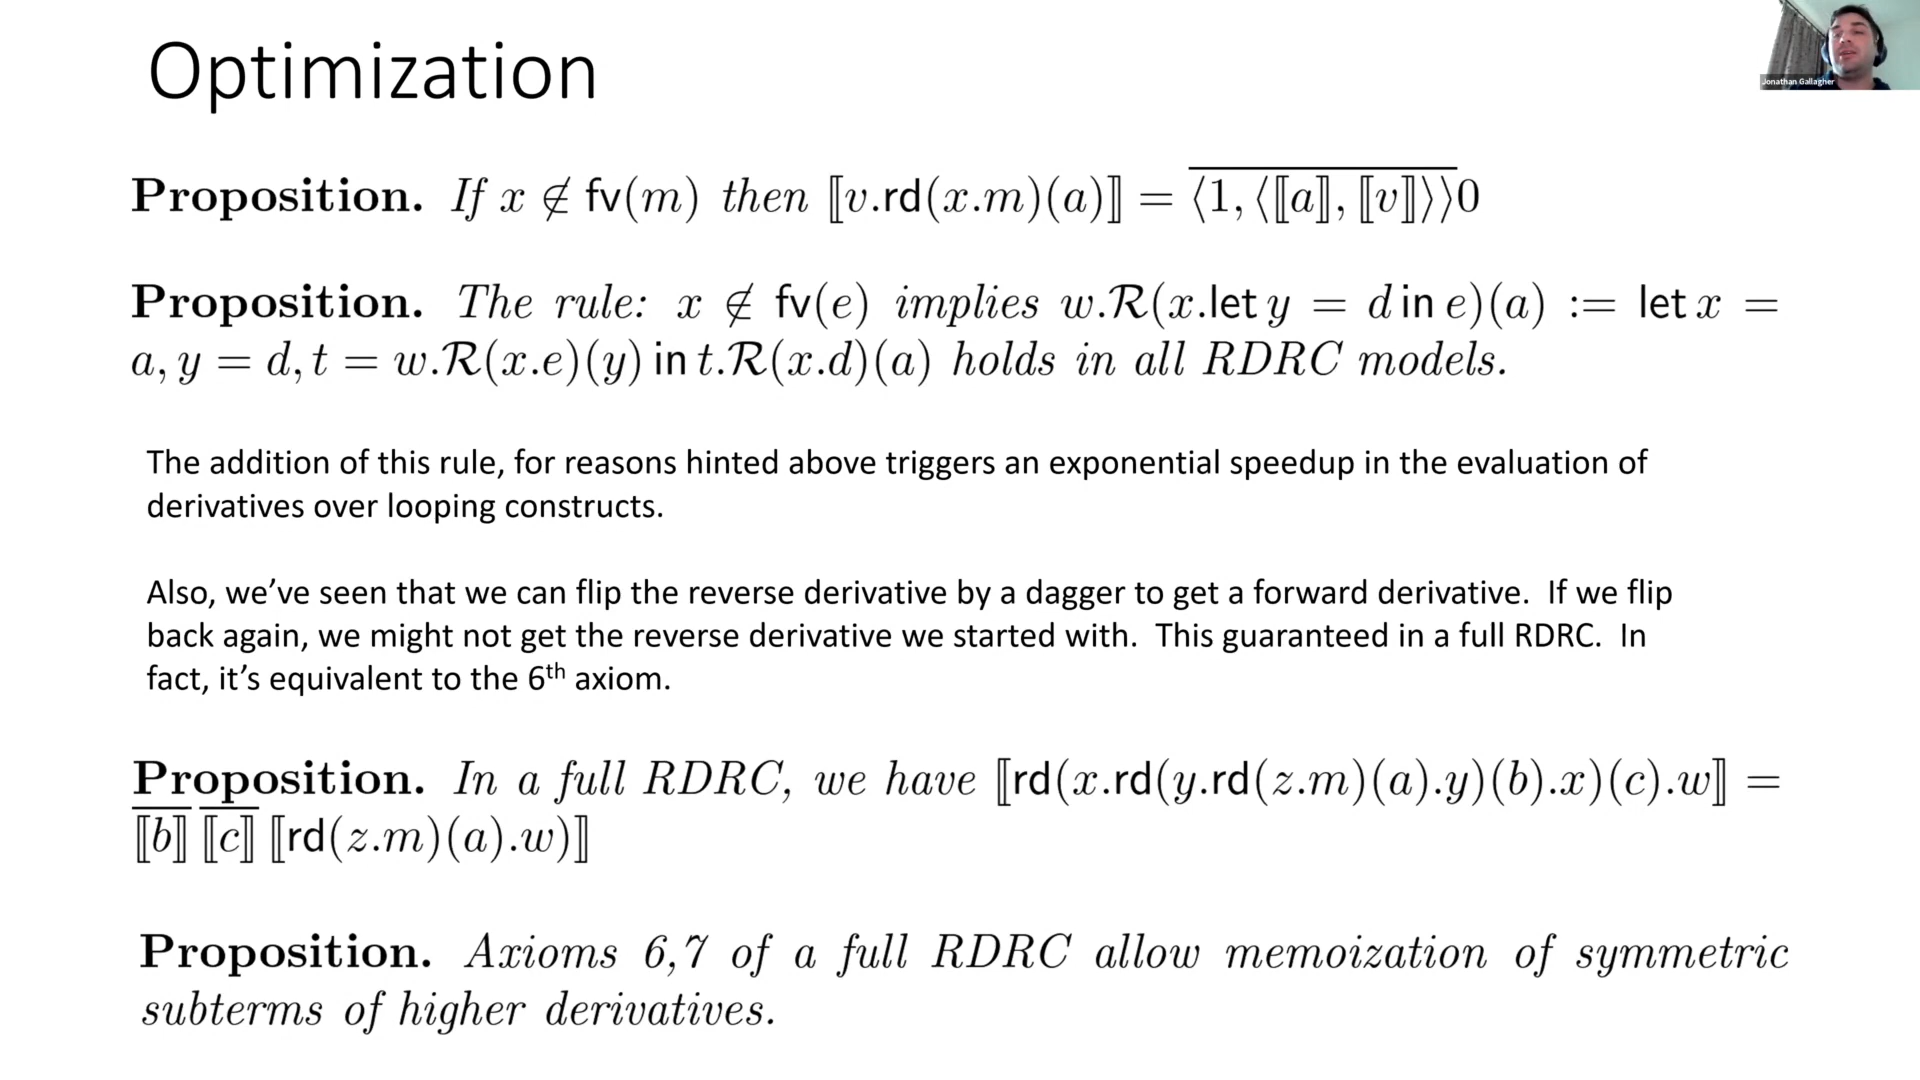 Optimization
Jonathan Gallagher
Proposition. If x ∉ fv(m) then ⟦v.rd(x.m)(a)⟧ = \overline{⟨1, ⟨⟦a⟧, ⟦v⟧⟩⟩}0
Proposition. The rule: x ∉ fv(e) implies w.ℛ(x.let y = d in e)(a) := let x =
a, y = d, t = w.ℛ(x.e)(y) in t.ℛ(x.d)(a) holds in all RDRC models.
The addition of this rule, for reasons hinted above triggers an exponential speedup in the evaluation of
derivatives over looping constructs.
Also, we’ve seen that we can flip the reverse derivative by a dagger to get a forward derivative. If we flip
back again, we might not get the reverse derivative we started with. This guaranteed in a full RDRC. In
fact, it’s equivalent to the 6th axiom.
Proposition. In a full RDRC, we have ⟦rd(x.rd(y.rd(z.m)(a).y)(b).x)(c).w⟧ =
\overline{⟦b⟧} \overline{⟦c⟧} ⟦rd(z.m)(a).w)⟧
Proposition. Axioms 6,7 of a full RDRC allow memoization of symmetric
subterms of higher derivatives.